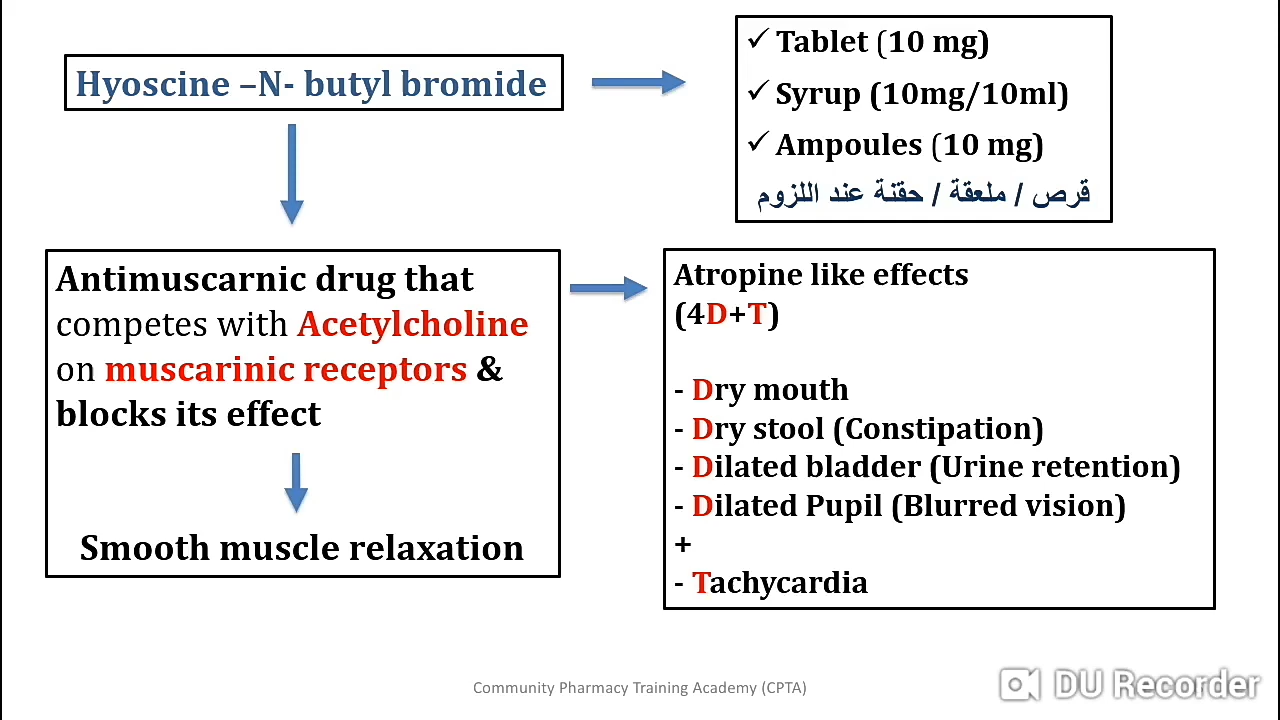 Hyoscine –N- butyl bromide
✓ Tablet (10 mg)
✓ Syrup (10mg/10ml)
✓ Ampoules (10 mg)
قرص / ملعقة / حقنة عند اللزوم
Antimuscarnic drug that
competes with Acetylcholine
on muscarinic receptors &
blocks its effect
Smooth muscle relaxation
Atropine like effects
(4D+T)
- Dry mouth
- Dry stool (Constipation)
- Dilated bladder (Urine retention)
- Dilated Pupil (Blurred vision)
+
- Tachycardia
Community Pharmacy Training Academy (CPTA)
DU Recorder